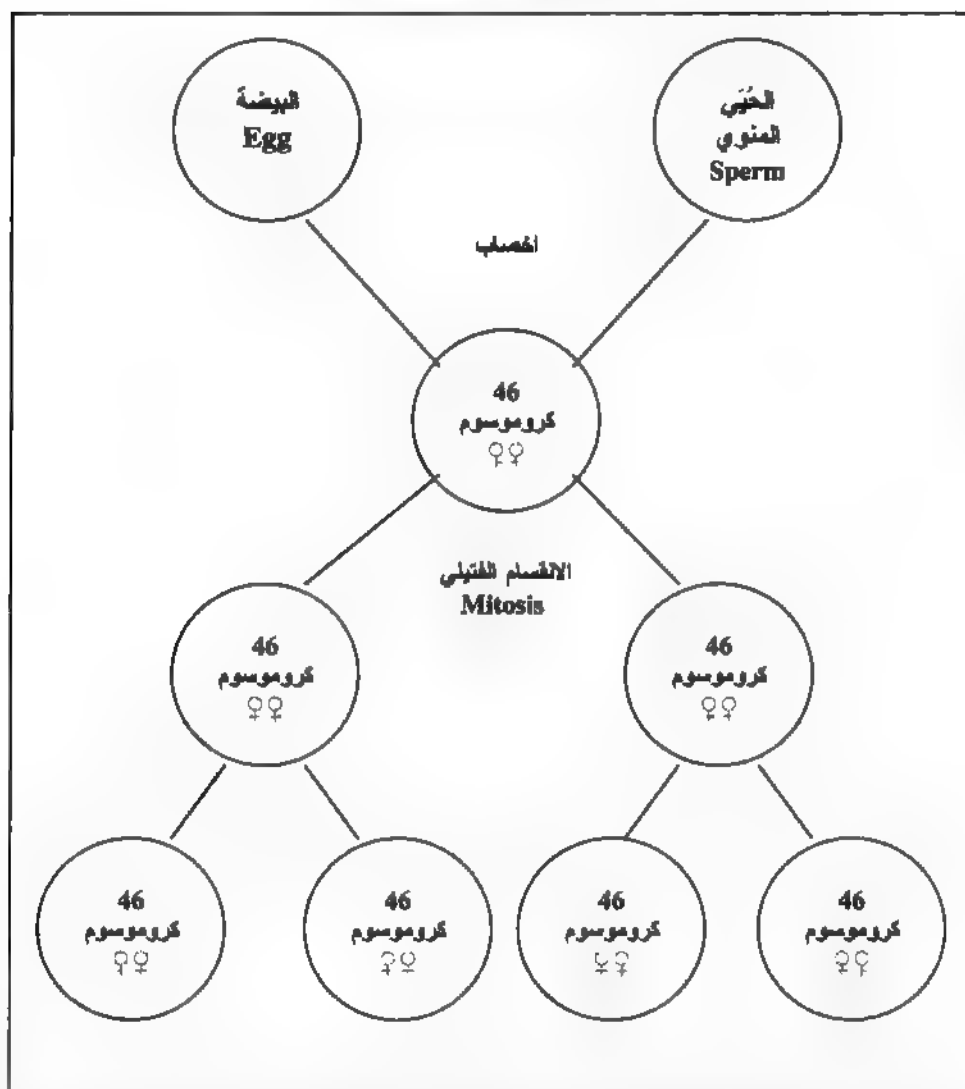 البيضة
Egg
الحُيَي
المنوي
Sperm
اخصاب
46
كروموسوم
♀♀
الانقسام الفتيلي
Mitosis
46
كروموسوم
♀♀
46
كروموسوم
♀♀
46
كروموسوم
♀♀
46
كروموسوم
♀♀
46
كروموسوم
♀♀
46
كروموسوم
♀♀